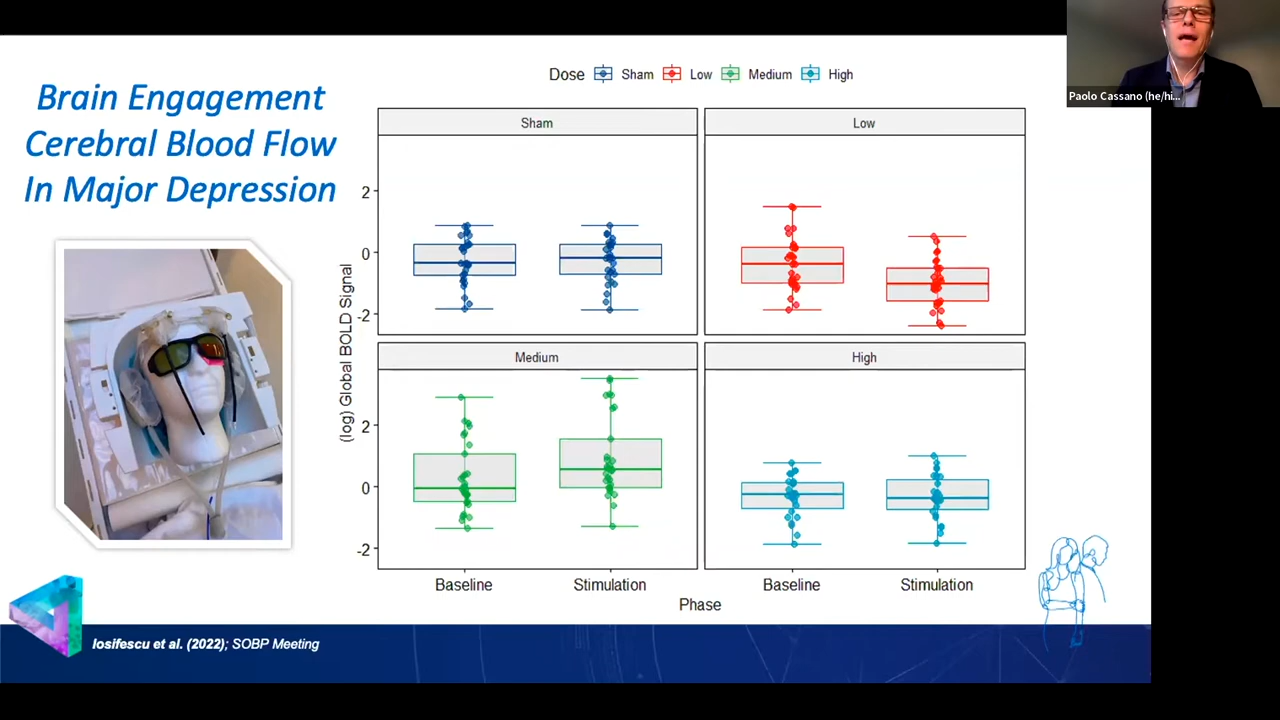 Paolo Cassano (he/hi...
Brain Engagement
Cerebral Blood Flow
In Major Depression
Dose Sham Low Medium High
Sham
Low
2
0
-2
Medium
High
2
0
-2
(log) Global BOLD Signal
Baseline
Stimulation
Baseline
Stimulation
Phase
Iosifescu et al. (2022); SOBP Meeting